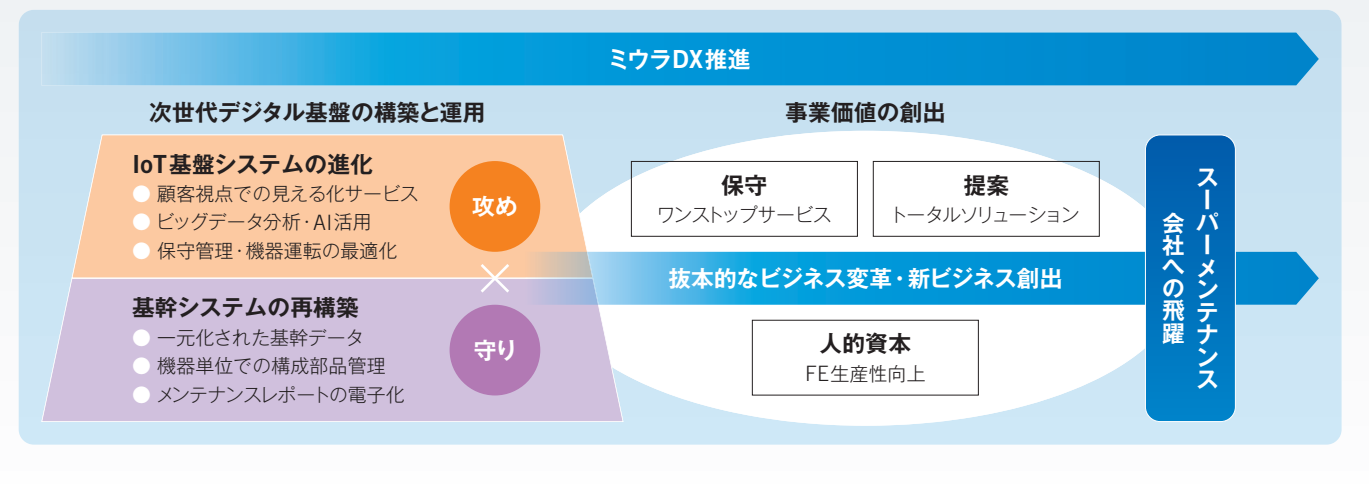 ミウラDX推進
次世代デジタル基盤の構築と運用
IoT基盤システムの進化
● 顧客視点での見える化サービス
● ビッグデータ分析・AI活用
● 保守管理・機器運転の最適化
攻め
×
基幹システムの再構築
● 一元化された基幹データ
● 機器単位での構成部品管理
● メンテナンスレポートの電子化
守り
事業価値の創出
保守
ワンストップサービス
提案
トータルソリューション
抜本的なビジネス変革・新ビジネス創出
人的資本
FE生産性向上
スーパーメンテナンス
会社への飛躍